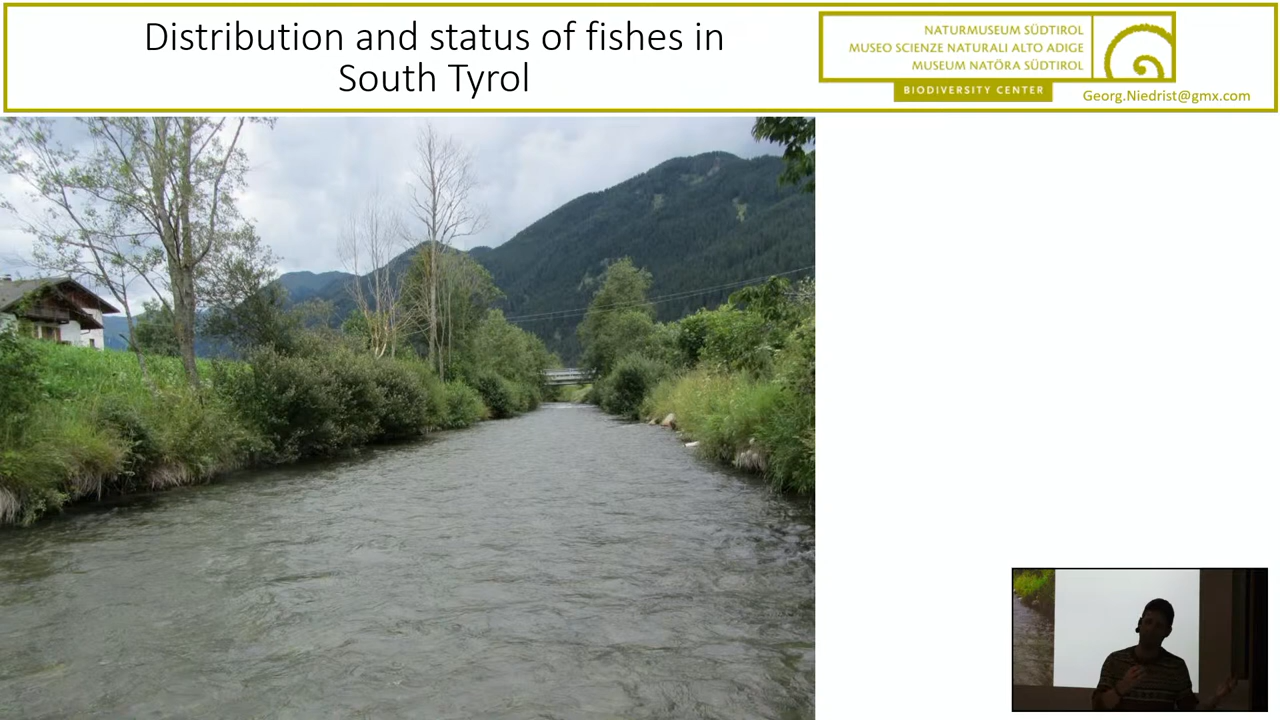 Distribution and status of fishes in
South Tyrol
NATURMUSEUM SÜDTIROL
MUSEO SCIENZE NATURALI ALTO ADIGE
MUSEUM NATÖRA SÜDTIROL
BIODIVERSITY CENTER
Georg.Niedrist@gmx.com